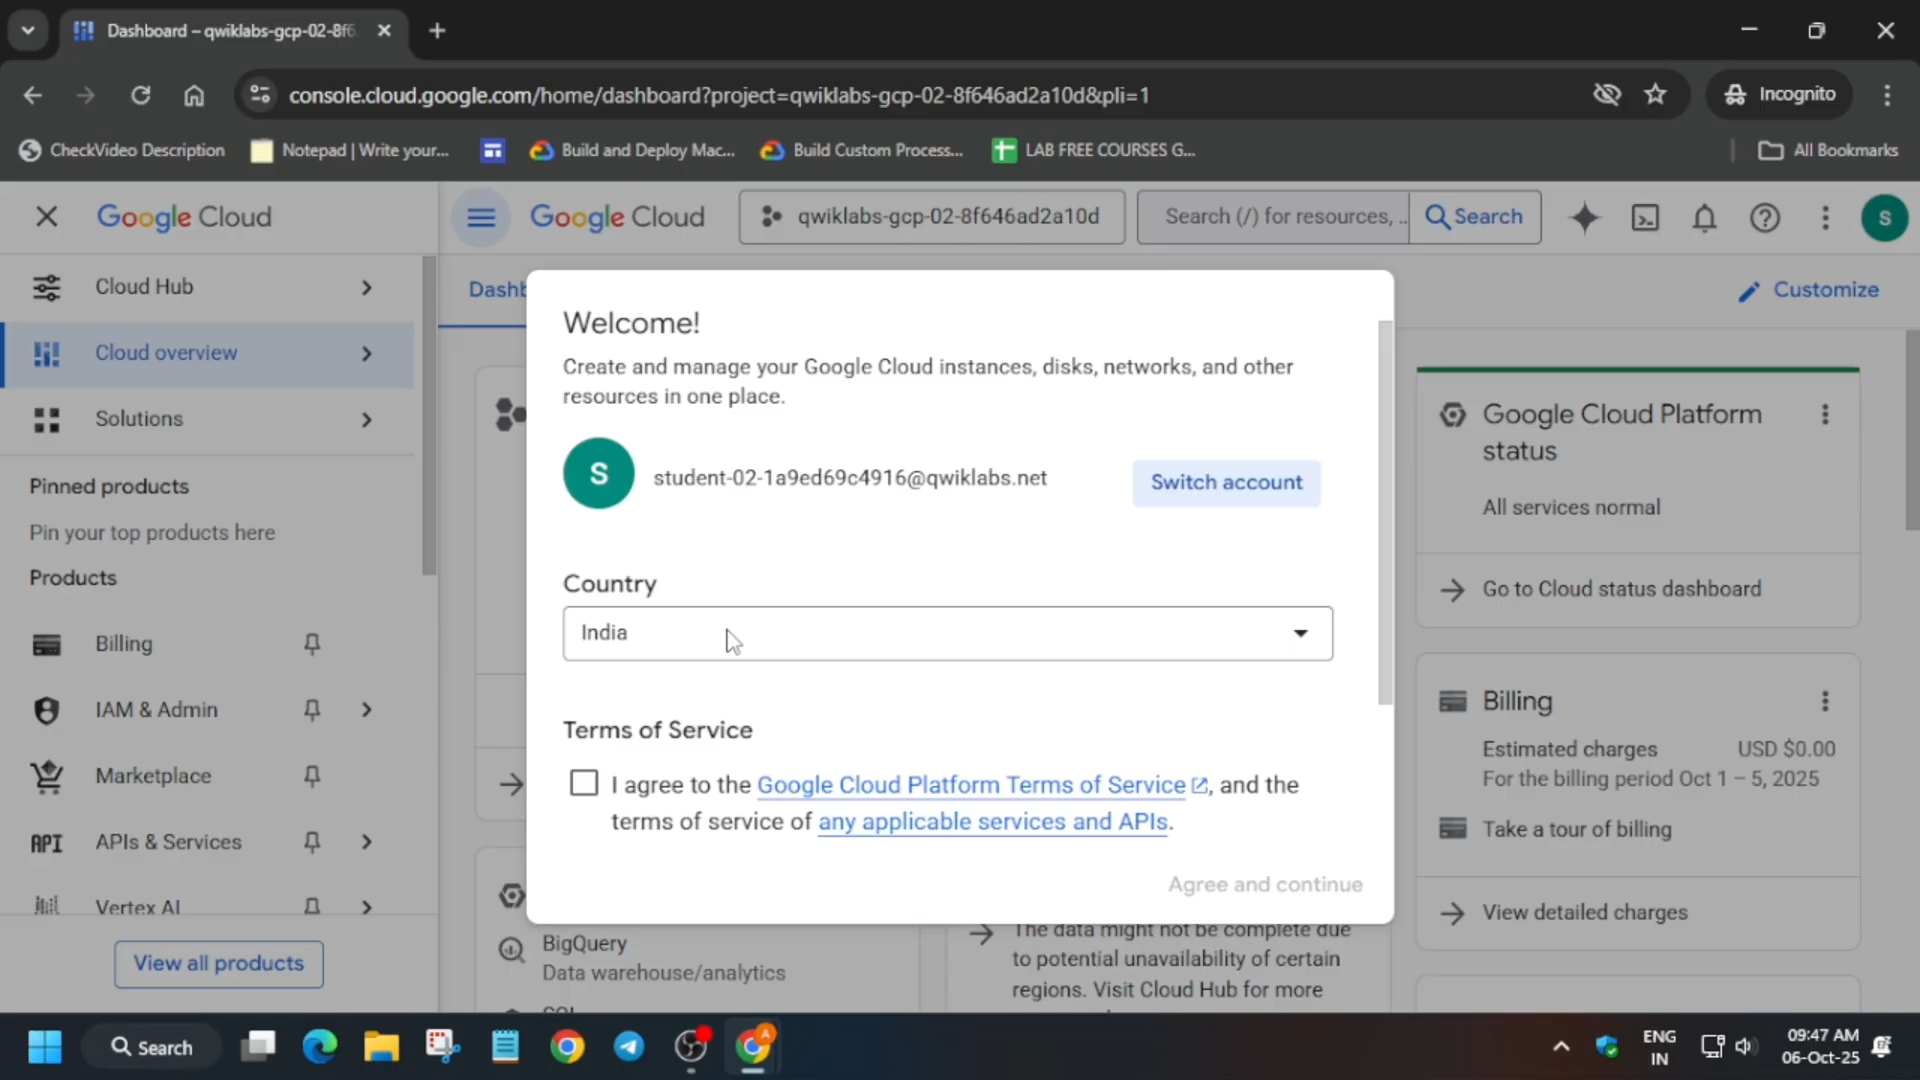 Dashboard – qwiklabs-gcp-02-8f6
console.cloud.google.com/home/dashboard?project=qwiklabs-gcp-02-8f646ad2a10d&pli=1
Incognito
CheckVideo Description
Notepad | Write your...
Build and Deploy Mac...
Build Custom Process...
LAB FREE COURSES G...
All Bookmarks
Google Cloud
Google Cloud
qwiklabs-gcp-02-8f646ad2a10d
Search (/) for resources, ..
Search
S
Cloud Hub
Cloud overview
Solutions
Pinned products
Pin your top products here
Products
Billing
IAM & Admin
Marketplace
API
APIs & Services
Vertex AI
View all products
Dashb
Customize
Welcome!
Create and manage your Google Cloud instances, disks, networks, and other
resources in one place.
S
student-02-1a9ed69c4916@qwiklabs.net
Switch account
Country
India
Terms of Service
I agree to the Google Cloud Platform Terms of Service, and the
terms of service of any applicable services and APIs.
Agree and continue
BigQuery
Data warehouse/analytics
The data might not be complete due
to potential unavailability of certain
regions. Visit Cloud Hub for more
Google Cloud Platform
status
All services normal
Go to Cloud status dashboard
Billing
Estimated charges USD $0.00
For the billing period Oct 1 – 5, 2025
Take a tour of billing
View detailed charges
Search
ENG
IN
09:47 AM
06-Oct-25